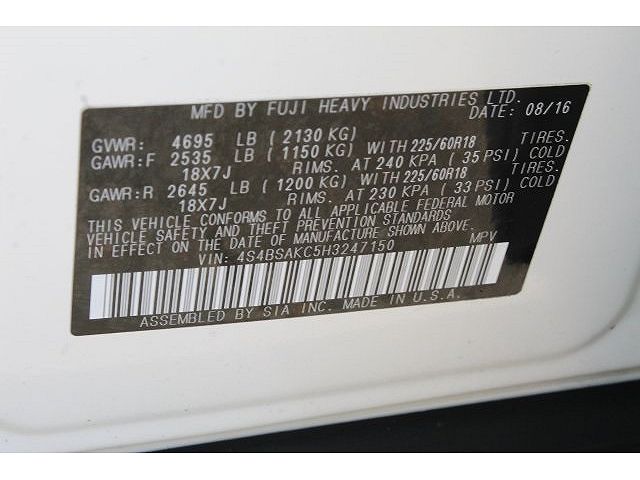 MFD BY FUJI HEAVY INDUSTRIES LTD.
DATE: 08/16
GVWR: 4695 LB ( 2130 KG)
GAWR:F 2535 LB ( 1150 KG) WITH 225/60R18 TIRES.
18X7J RIMS. AT 240 KPA ( 35 PSI) COLD
GAWR:R 2645 LB ( 1200 KG) WITH 225/60R18 TIRES.
18X7J RIMS. AT 230 KPA ( 33 PSI) COLD
THIS VEHICLE CONFORMS TO ALL APPLICABLE FEDERAL MOTOR
VEHICLE SAFETY AND THEFT PREVENTION STANDARDS IN EFFECT
ON THE DATE OF MANUFACTURE SHOWN ABOVE.
VIN: 4S4BSAKC5H3247150 MPV
ASSEMBLED BY SIA INC. MADE IN U.S.A.